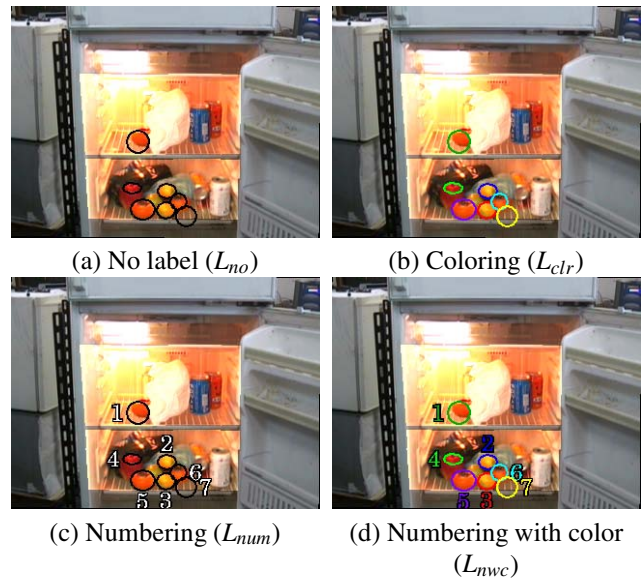 (a) No label (L_no)
(b) Coloring (L_clr)
1
2
4
6
7
5
3
(c) Numbering (L_num)
1
2
4
6
7
5
3
(d) Numbering with color
(L_nwc)